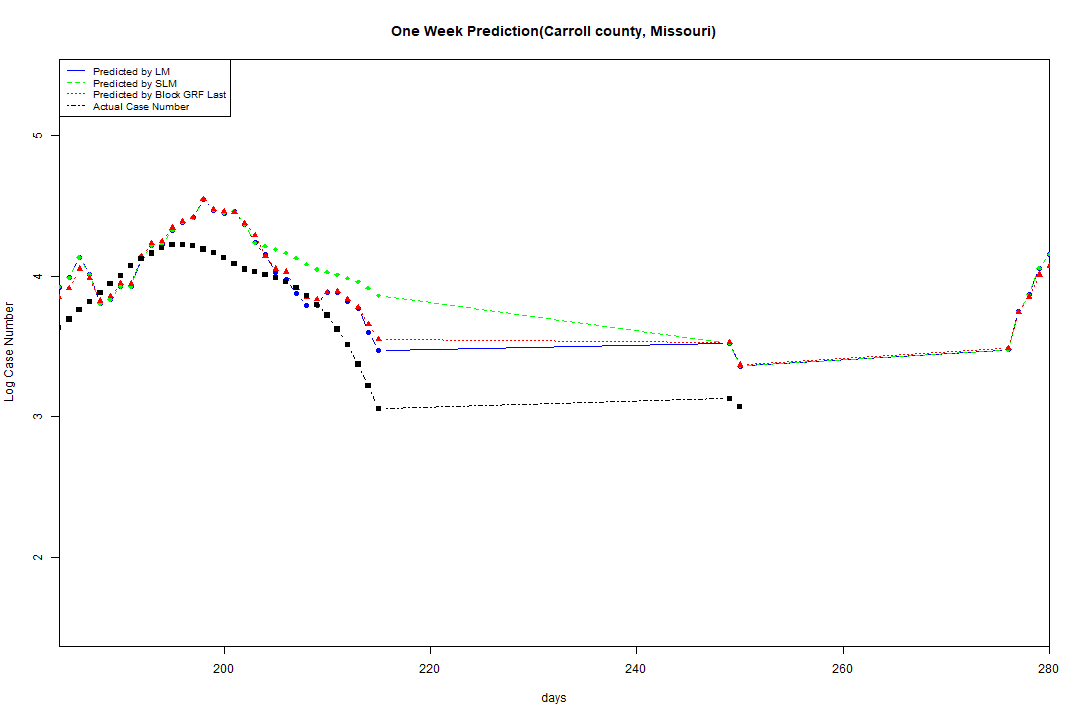 One Week Prediction(Carroll county, Missouri)
Predicted by LM
Predicted by SLM
Predicted by Block GRF Last
Actual Case Number
5
4
3
2
Log Case Number
200 220 240 260 280
days